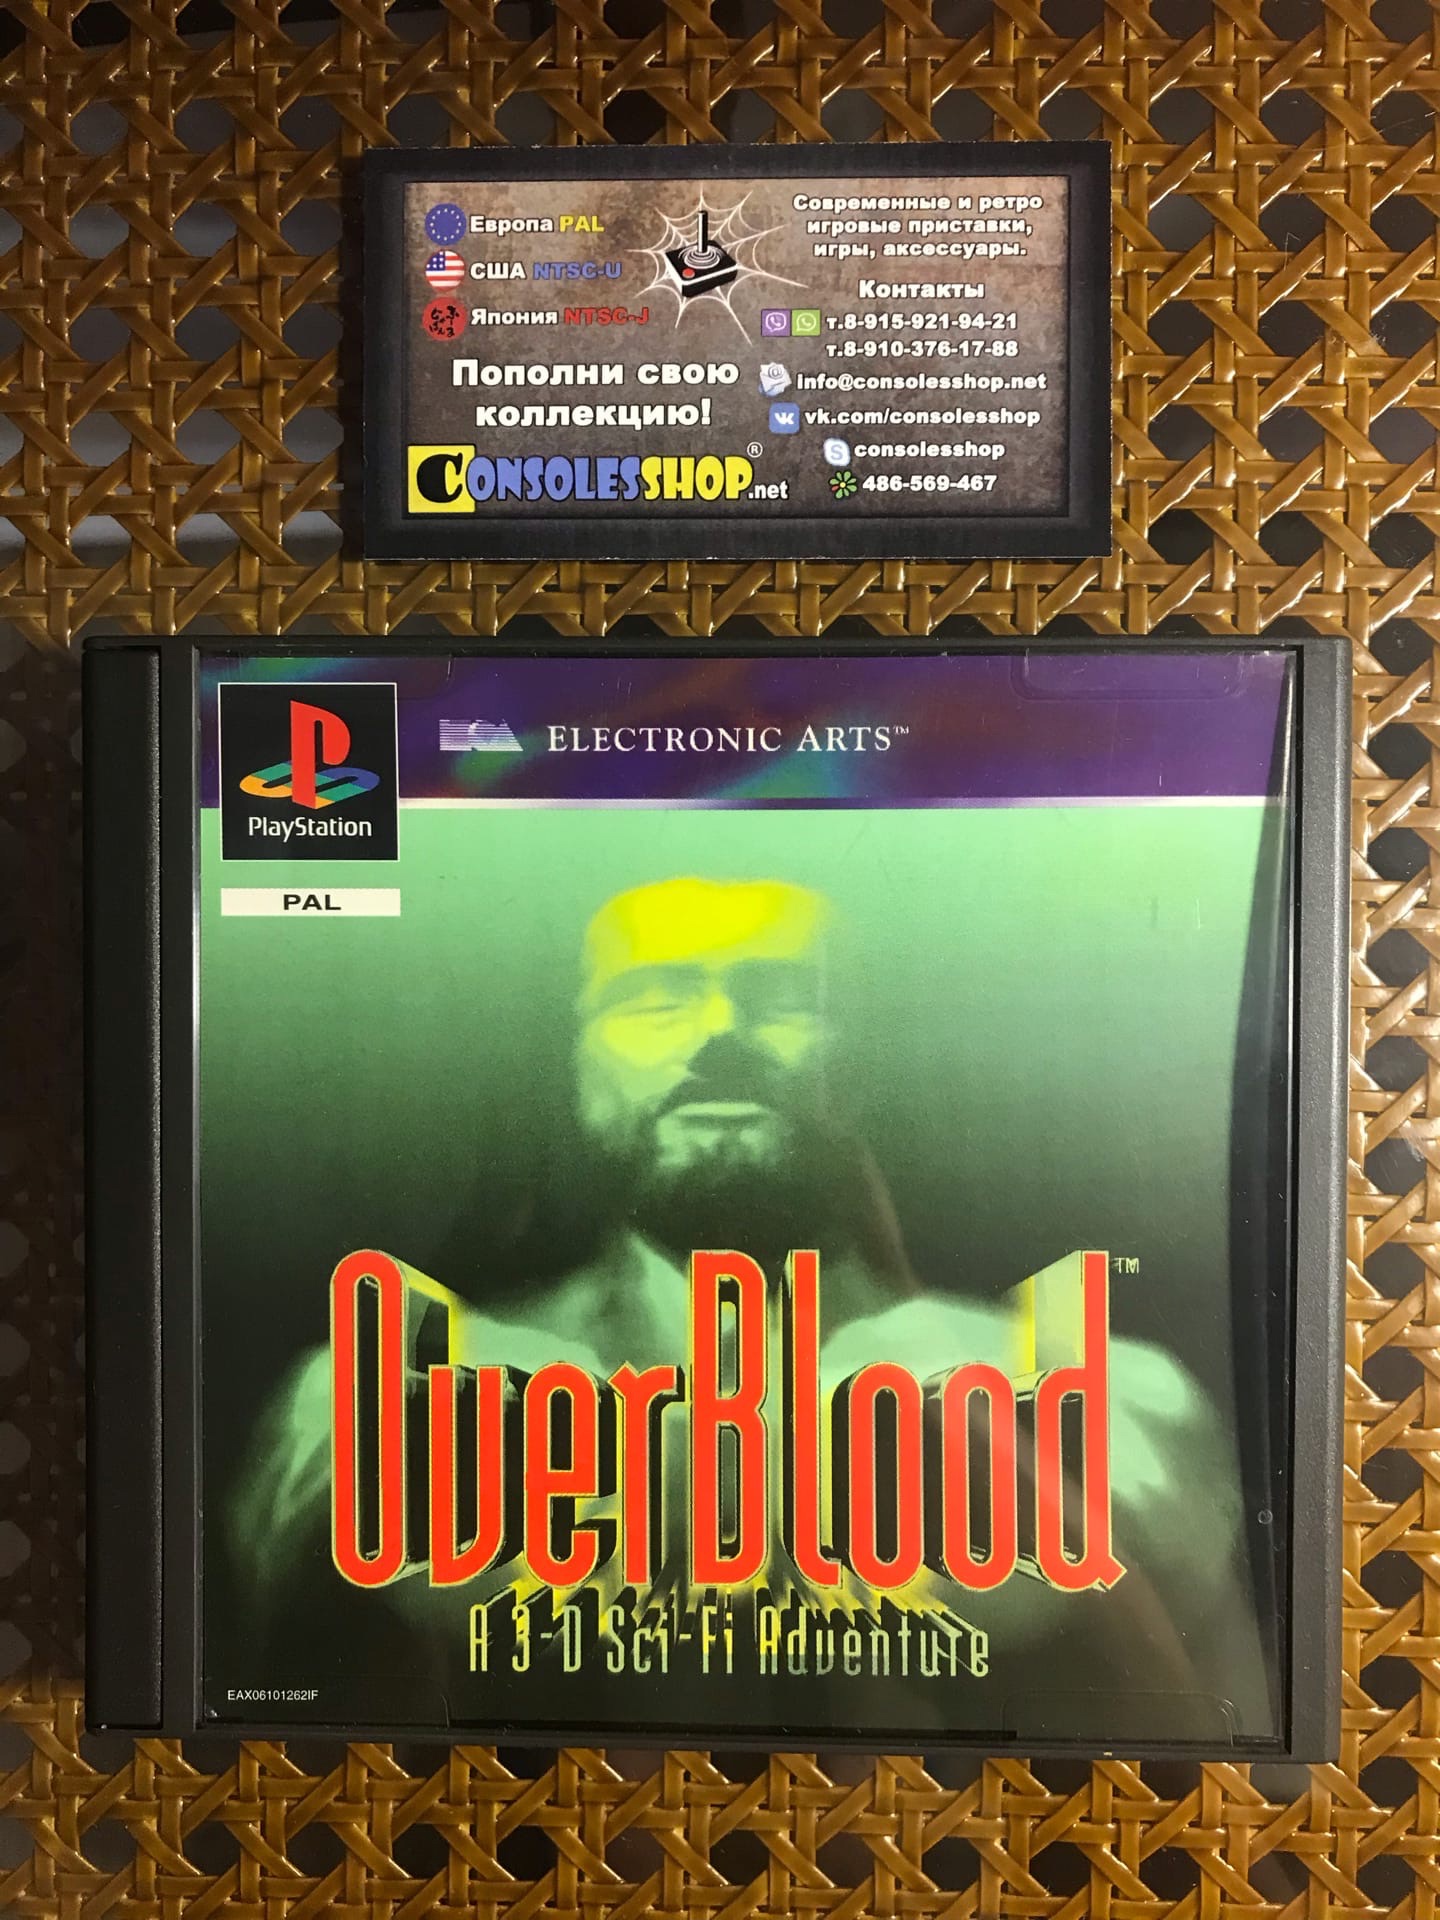 Европа PAL
США NTSC-U
Япония NTSC-J
Пополни свою
коллекцию!
CONSOLESSHOP.net
®
Современные и ретро
игровые приставки,
игры, аксессуары.
Контакты
т.8-915-921-94-21
т.8-910-376-17-88
info@consolesshop.net
vk.com/consolesshop
consolesshop
486-569-467
PlayStation
ELECTRONIC ARTS™
PAL
OverBlood™
A 3-D Sci-Fi Adventure
EAX06101262IF